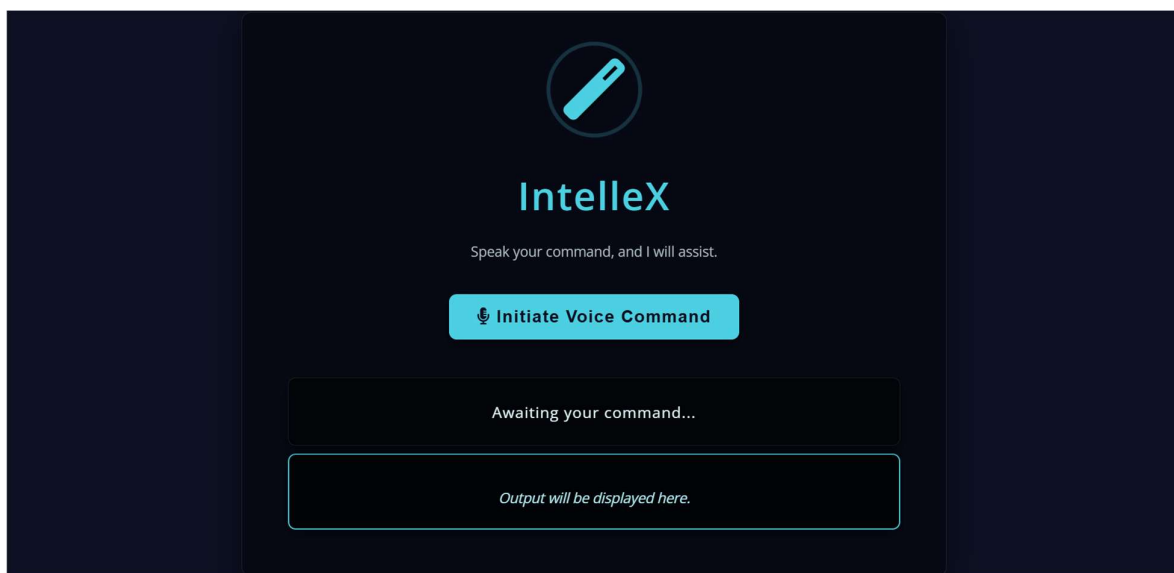 IntelleX
Speak your command, and I will assist.
Initiate Voice Command
Awaiting your command...
Output will be displayed here.